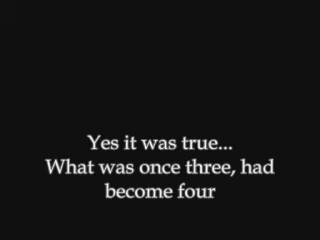 Yes it was true...
What was once three, had
become four